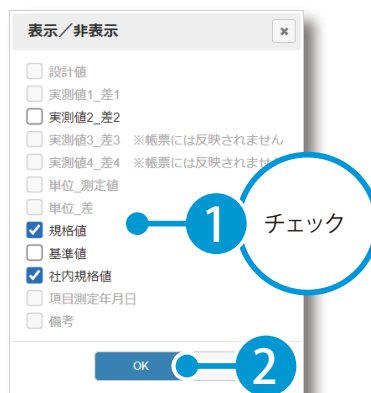 表示／非表示
×
設計値
実測値1_差1
実測値2_差2
実測値3_差3 ※帳票には反映されません
実測値4_差4 ※帳票には反映されません
単位_測定値
単位_差
規格値
1 チェック
基準値
社内規格値
項目測定年月日
備考
OK 2